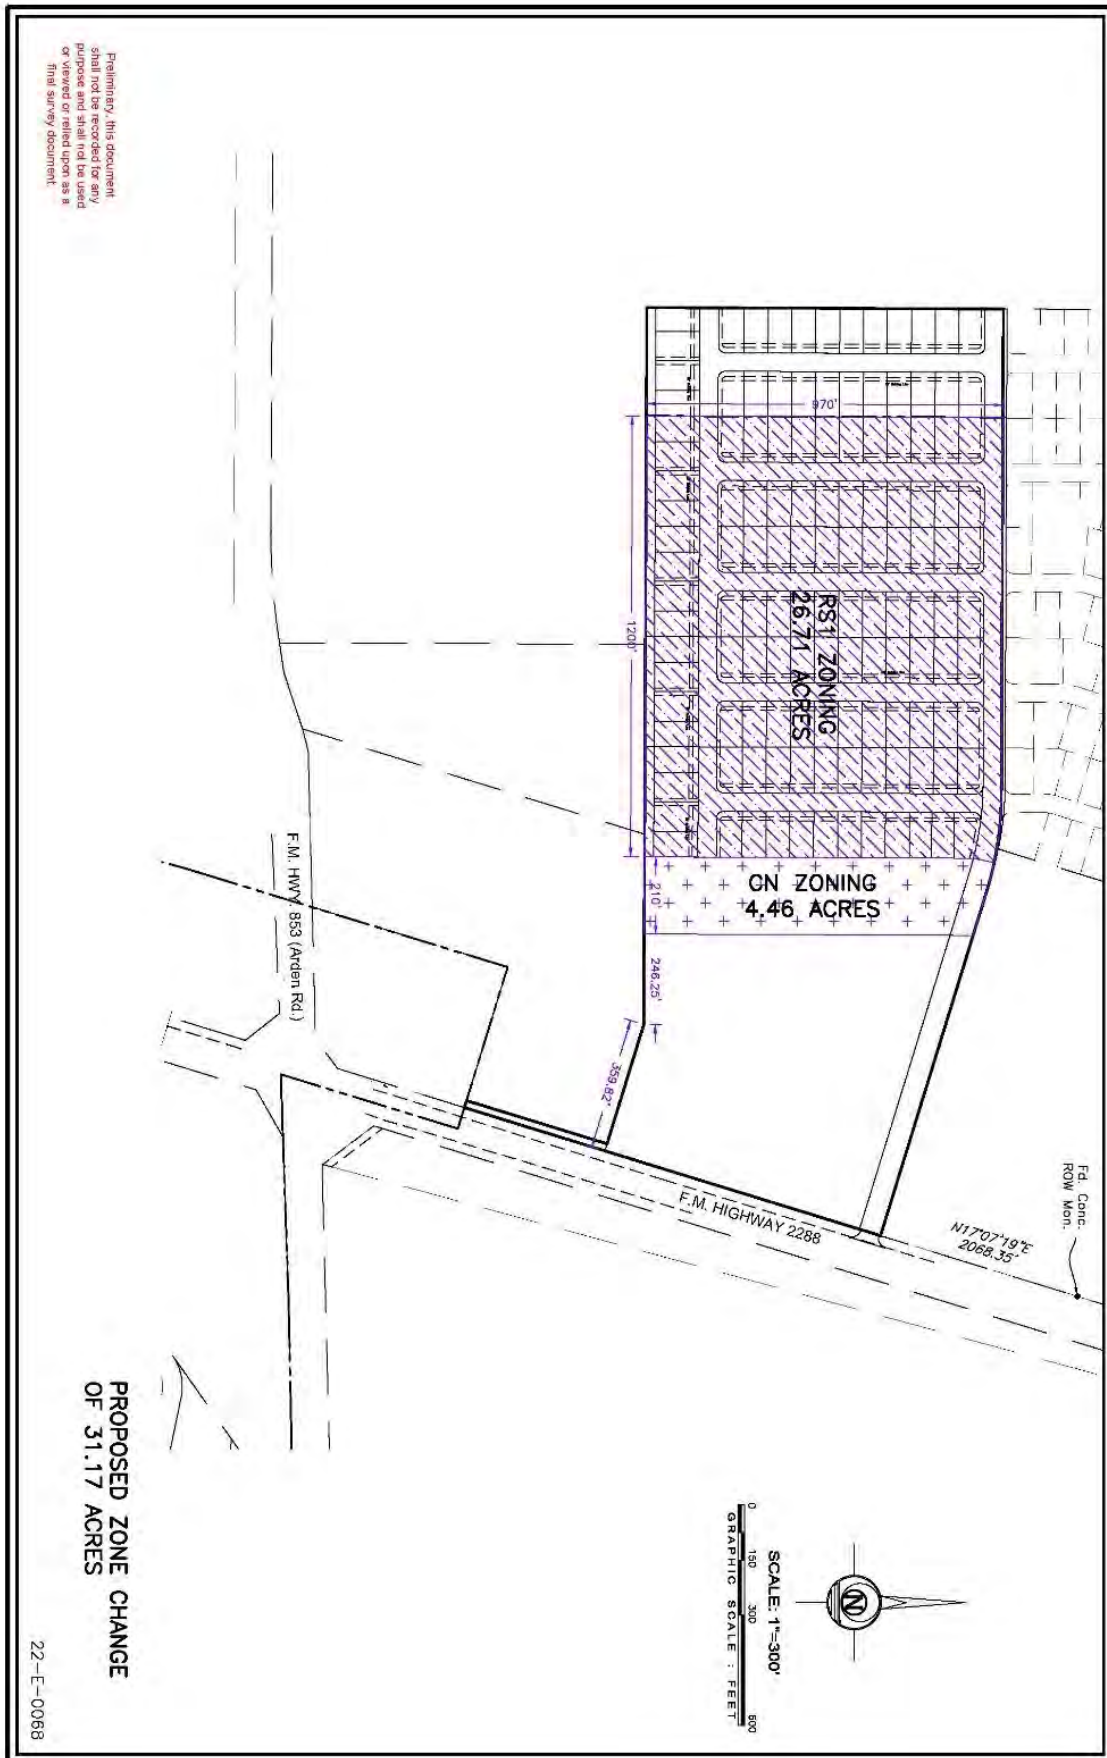 Preliminary, this document
shall not be recorded for any
purpose and shall not be used
or viewed or relied upon as a
final survey document.
970'
1200'
RS1 ZONING
26.71 ACRES
CN ZONING
4.46 ACRES
210'
246.25'
359.82'
F.M. HWY. 853 (Arden Rd.)
F.M. HIGHWAY 2288
N17°07'19"E
2068.35'
Fd. Conc.
ROW Mon.
N
SCALE: 1"=300'
0 150 300 600
GRAPHIC SCALE : FEET
PROPOSED ZONE CHANGE
OF 31.17 ACRES
22-E-0068